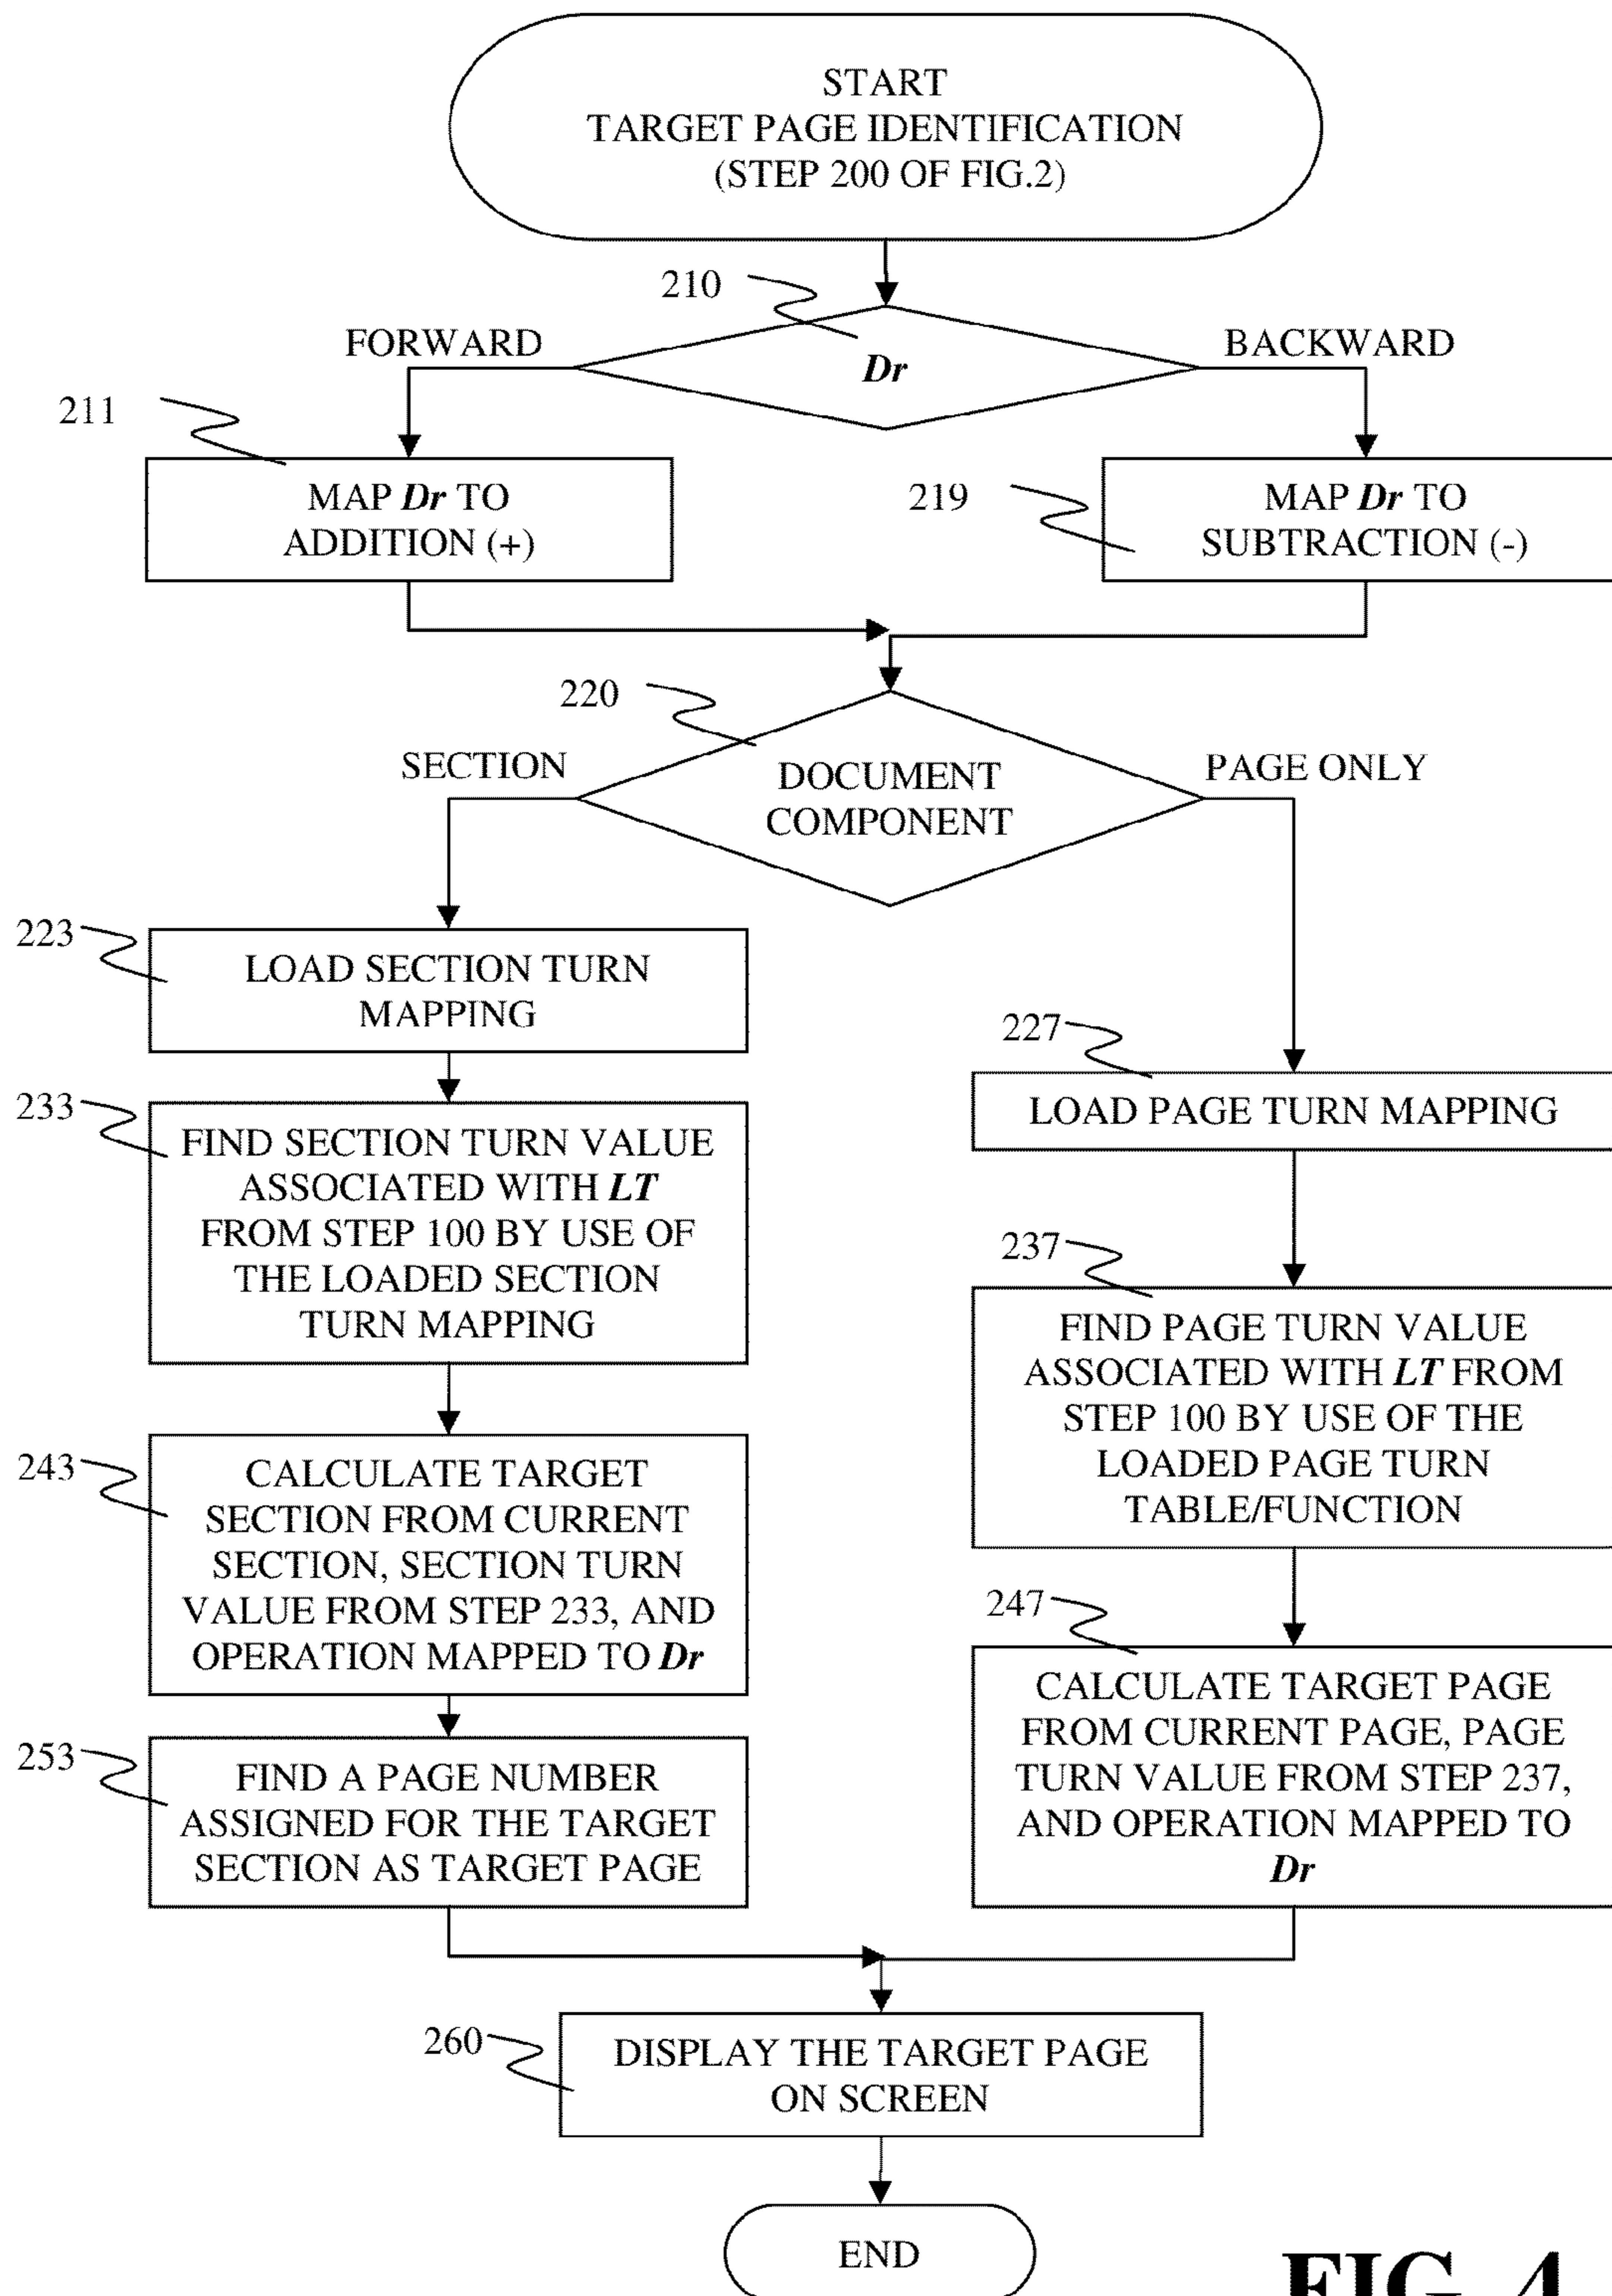 START
TARGET PAGE IDENTIFICATION
(STEP 200 OF FIG.2)
210
FORWARD
Dr
BACKWARD
211
MAP Dr TO
ADDITION (+)
219
MAP Dr TO
SUBTRACTION (-)
220
SECTION
DOCUMENT
COMPONENT
PAGE ONLY
223
LOAD SECTION TURN
MAPPING
233
FIND SECTION TURN VALUE
ASSOCIATED WITH LT
FROM STEP 100 BY USE OF
THE LOADED SECTION
TURN MAPPING
243
CALCULATE TARGET
SECTION FROM CURRENT
SECTION, SECTION TURN
VALUE FROM STEP 233, AND
OPERATION MAPPED TO Dr
253
FIND A PAGE NUMBER
ASSIGNED FOR THE TARGET
SECTION AS TARGET PAGE
227
LOAD PAGE TURN MAPPING
237
FIND PAGE TURN VALUE
ASSOCIATED WITH LT FROM
STEP 100 BY USE OF THE
LOADED PAGE TURN
TABLE/FUNCTION
247
CALCULATE TARGET PAGE
FROM CURRENT PAGE, PAGE
TURN VALUE FROM STEP 237,
AND OPERATION MAPPED TO
Dr
260
DISPLAY THE TARGET PAGE
ON SCREEN
END
FIG. 4